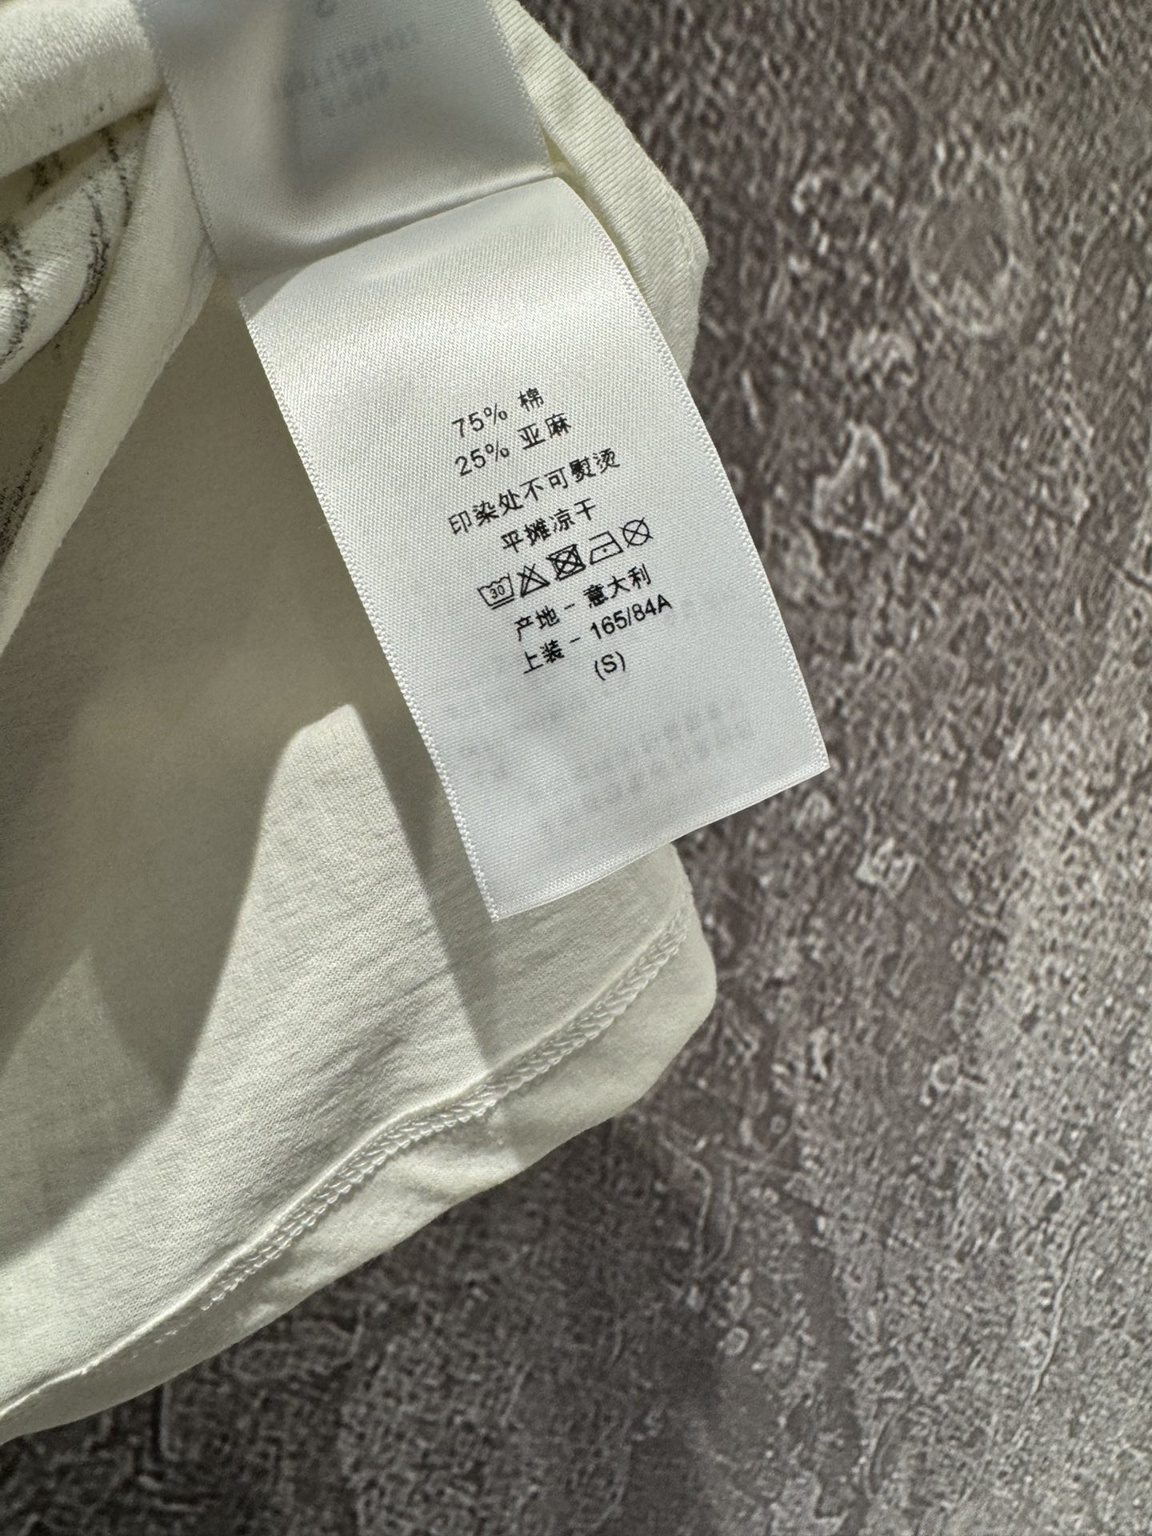 75% 棉
25% 亚麻
印染处不可熨烫
平摊凉干
30
产地 - 意大利
上装 - 165/84A
(S)